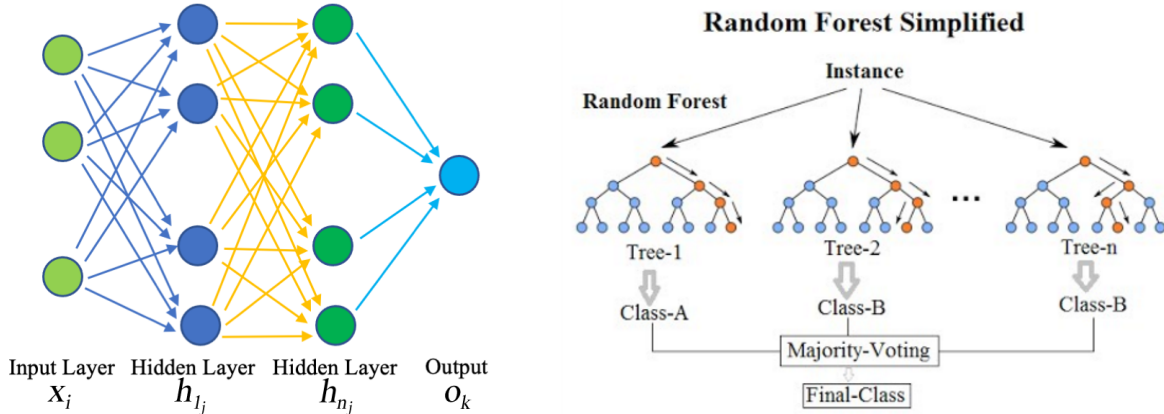 Input Layer Hidden Layer Hidden Layer Output
x_i h_{1_j} h_{n_j} o_k
Random Forest Simplified
Instance
Random Forest
...
Tree-1 Tree-2 Tree-n
Class-A Class-B Class-B
Majority-Voting
Final-Class